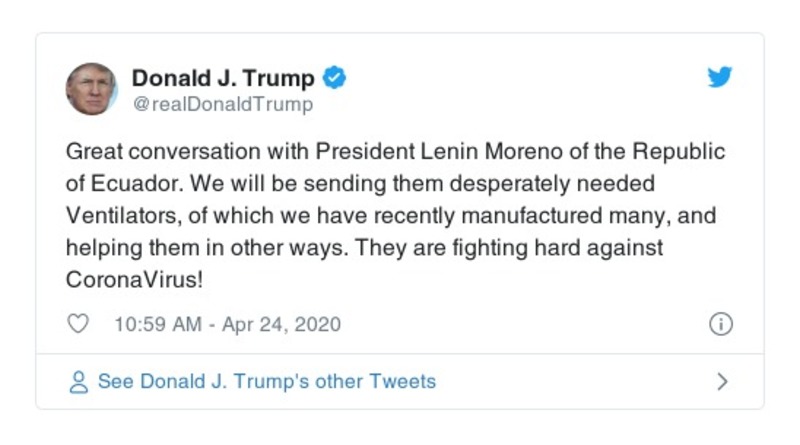 Donald J. Trump
@realDonaldTrump
Great conversation with President Lenin Moreno of the Republic
of Ecuador. We will be sending them desperately needed
Ventilators, of which we have recently manufactured many, and
helping them in other ways. They are fighting hard against
CoronaVirus!
10:59 AM - Apr 24, 2020
See Donald J. Trump's other Tweets